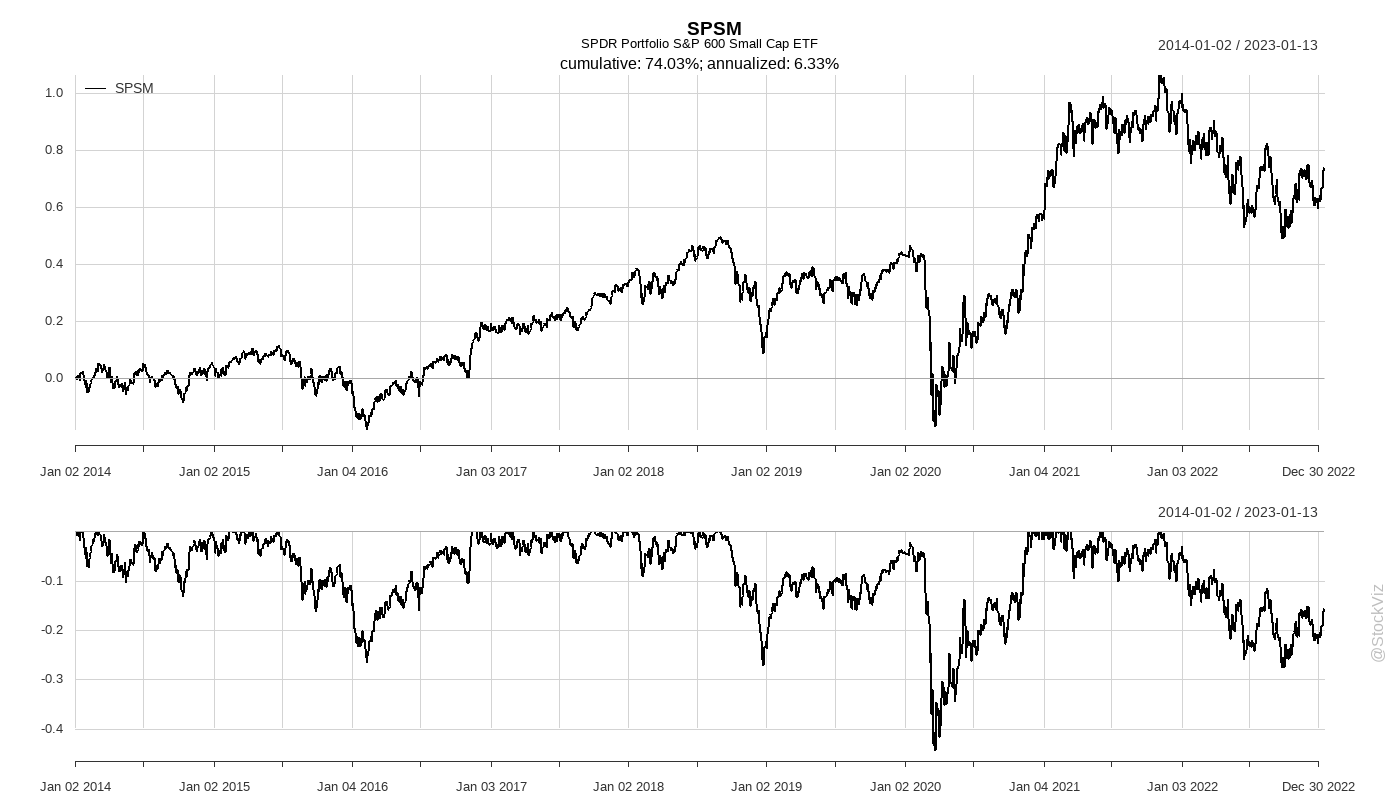 SPSM
SPDR Portfolio S&P 600 Small Cap ETF
2014-01-02 / 2023-01-13
cumulative: 74.03%; annualized: 6.33%
SPSM
1.0
0.8
0.6
0.4
0.2
0.0
Jan 02 2014 Jan 02 2015 Jan 04 2016 Jan 03 2017 Jan 02 2018 Jan 02 2019 Jan 02 2020 Jan 04 2021 Jan 03 2022 Dec 30 2022
2014-01-02 / 2023-01-13
-0.1
-0.2
-0.3
-0.4
Jan 02 2014 Jan 02 2015 Jan 04 2016 Jan 03 2017 Jan 02 2018 Jan 02 2019 Jan 02 2020 Jan 04 2021 Jan 03 2022 Dec 30 2022
@StockViz